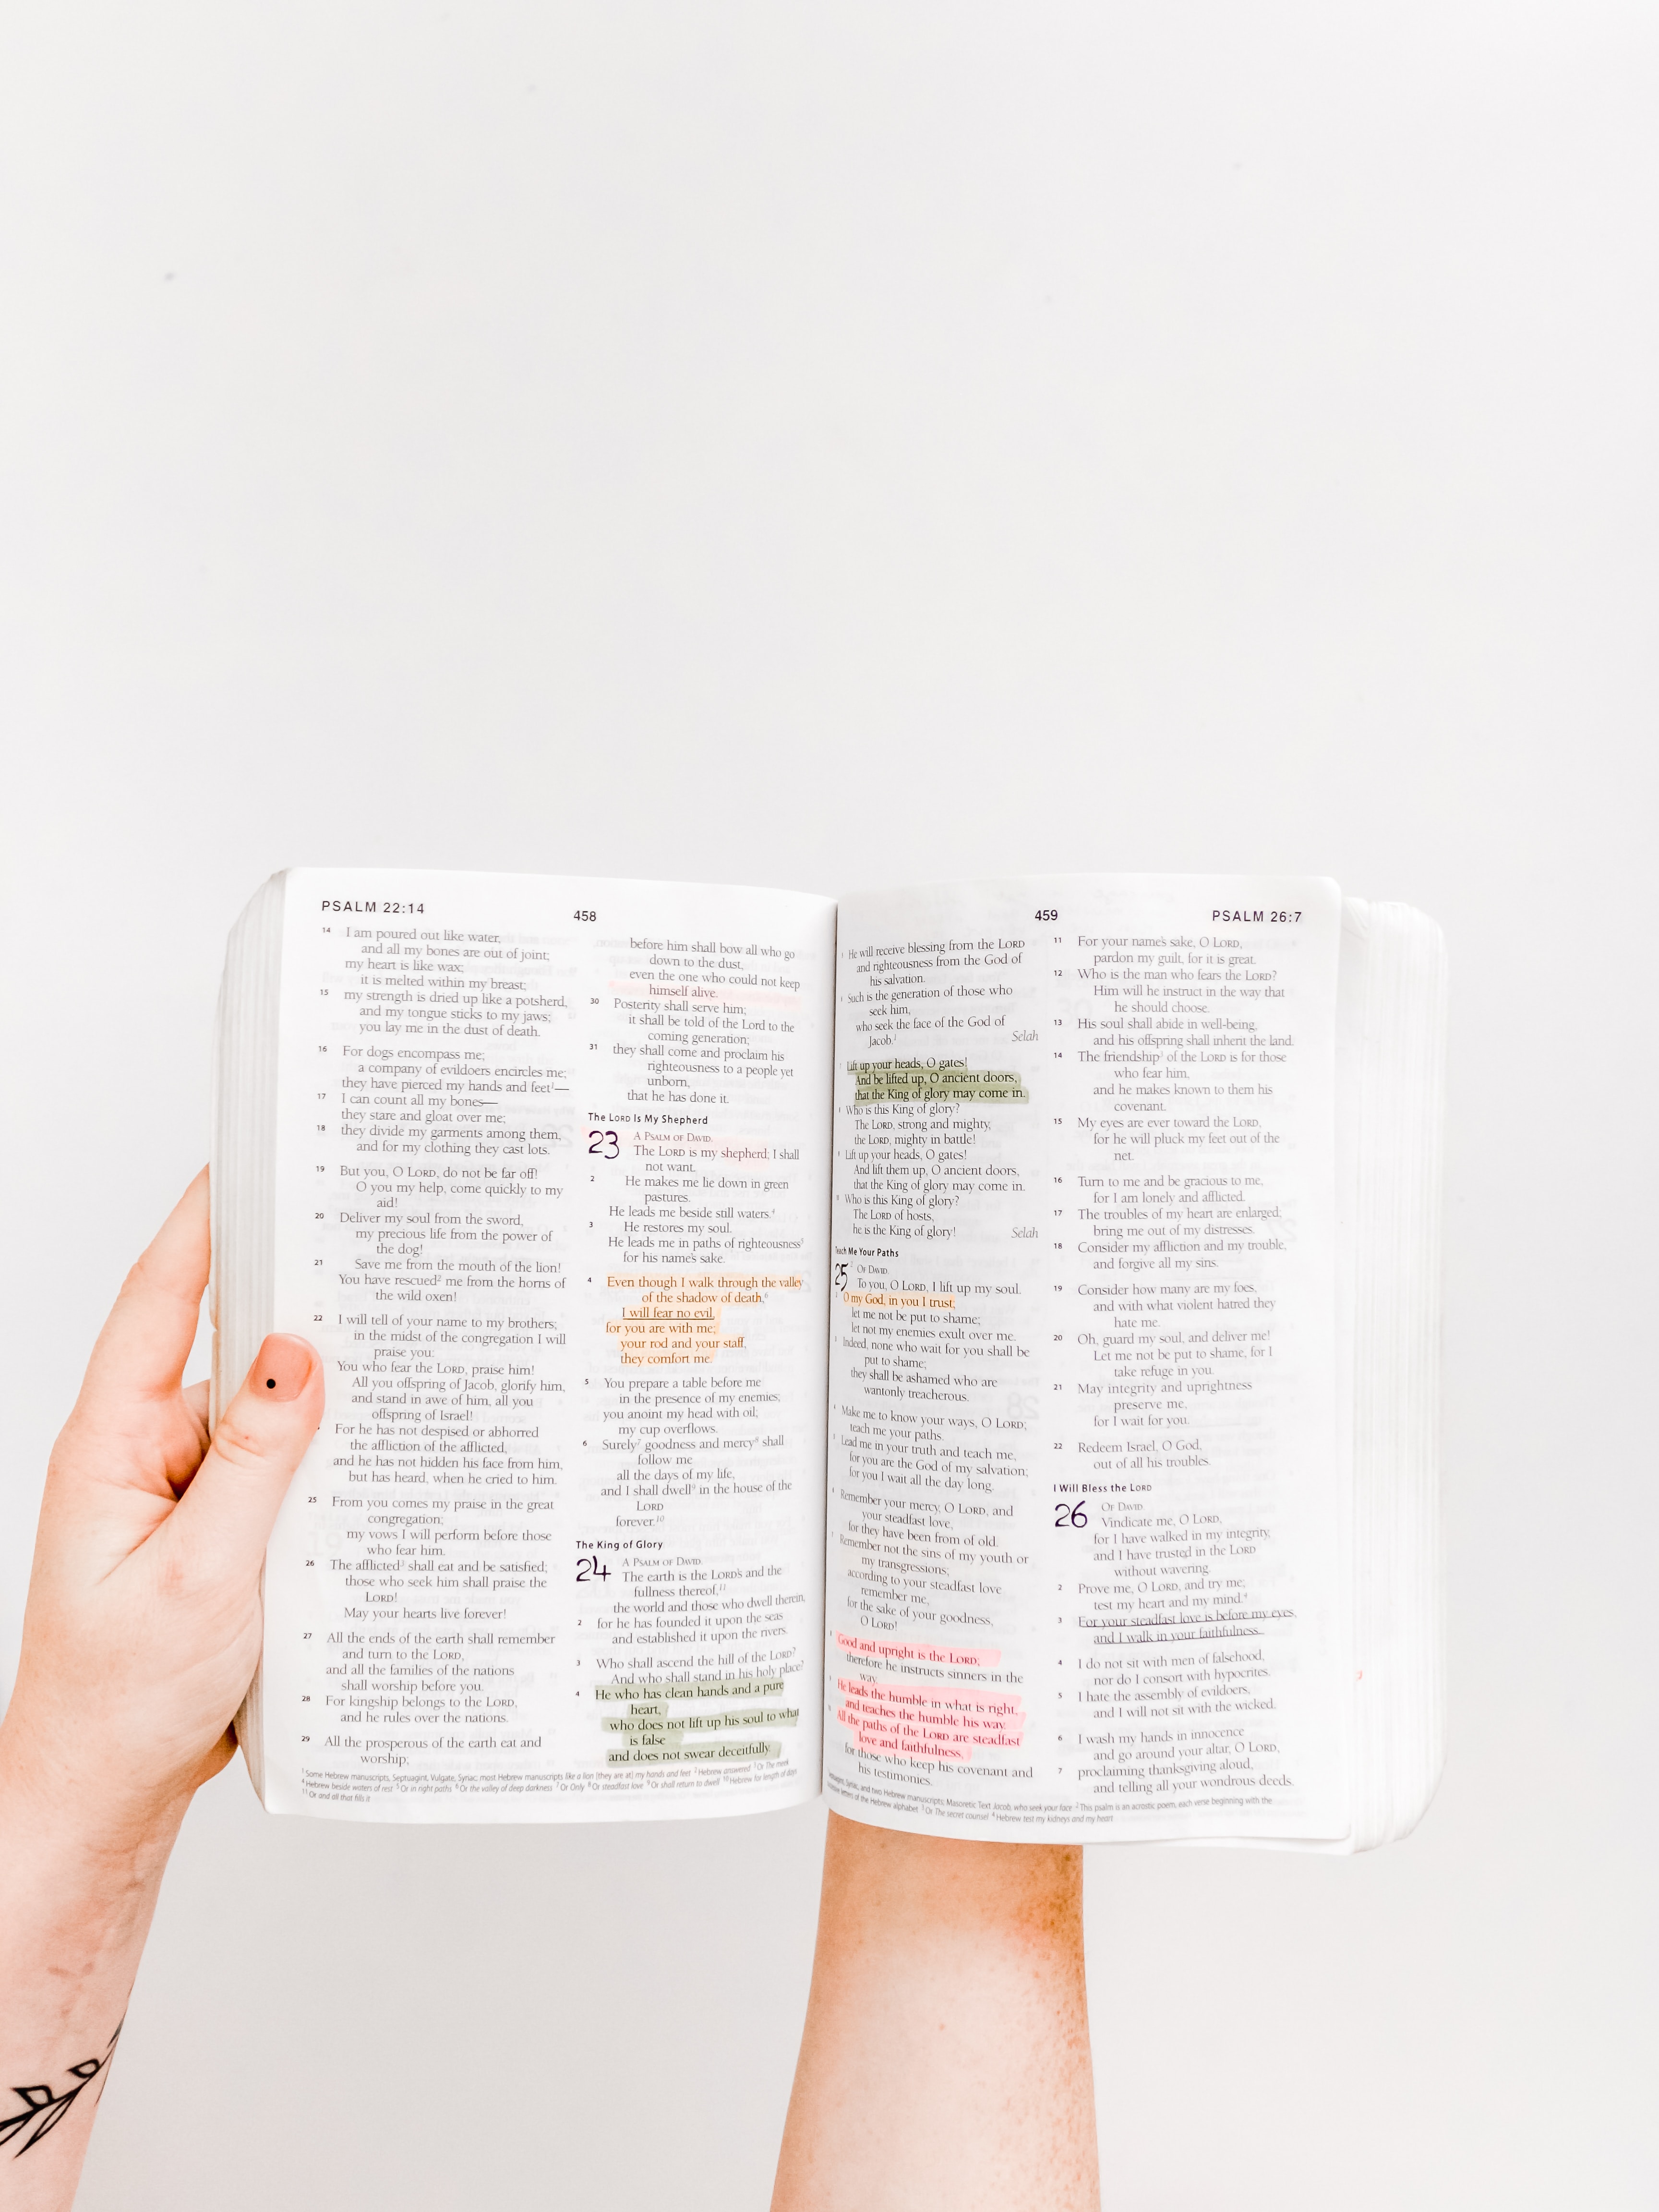 PSALM 22:14
458
14 I am poured out like water,
and all my bones are out of joint;
my heart is like wax;
it is melted within my breast;
15 my strength is dried up like a potsherd,
and my tongue sticks to my jaws;
you lay me in the dust of death.
16 For dogs encompass me;
a company of evildoers encircles me;
they have pierced my hands and feet¹—
17 I can count all my bones—
they stare and gloat over me;
18 they divide my garments among them,
and for my clothing they cast lots.
19 But you, O LORD, do not be far off!
O you my help, come quickly to my
aid!
20 Deliver my soul from the sword,
my precious life from the power of
the dog!
21 Save me from the mouth of the lion!
You have rescued² me from the horns of
the wild oxen!
22 I will tell of your name to my brothers;
in the midst of the congregation I will
praise you:
You who fear the LORD, praise him!
All you offspring of Jacob, glorify him,
and stand in awe of him, all you
offspring of Israel!
For he has not despised or abhorred
the affliction of the afflicted,
and he has not hidden his face from him,
but has heard, when he cried to him.
25 From you comes my praise in the great
congregation;
my vows I will perform before those
who fear him.
26 The afflicted³ shall eat and be satisfied;
those who seek him shall praise the
LORD!
May your hearts live forever!
27 All the ends of the earth shall remember
and turn to the LORD,
and all the families of the nations
shall worship before you.
28 For kingship belongs to the LORD,
and he rules over the nations.
29 All the prosperous of the earth eat and
worship;
before him shall bow all who go
down to the dust,
even the one who could not keep
himself alive.
30 Posterity shall serve him;
it shall be told of the Lord to the
coming generation;
31 they shall come and proclaim his
righteousness to a people yet
unborn,
that he has done it.
The LORD Is My Shepherd
23 A PSALM OF DAVID.
The LORD is my shepherd; I shall
not want.
2 He makes me lie down in green
pastures.
He leads me beside still waters.⁴
3 He restores my soul.
He leads me in paths of righteousness⁵
for his name's sake.
4 Even though I walk through the valley
of the shadow of death,⁶
I will fear no evil,
for you are with me;
your rod and your staff,
they comfort me.
5 You prepare a table before me
in the presence of my enemies;
you anoint my head with oil;
my cup overflows.
6 Surely⁷ goodness and mercy⁸ shall
follow me
all the days of my life,
and I shall dwell⁹ in the house of the
LORD
forever.¹⁰
The King of Glory
24 A PSALM OF DAVID.
The earth is the LORD's and the
fullness thereof,¹¹
the world and those who dwell therein,
2 for he has founded it upon the seas
and established it upon the rivers.
3 Who shall ascend the hill of the LORD?
And who shall stand in his holy place?
4 He who has clean hands and a pure
heart,
who does not lift up his soul to what
is false
and does not swear deceitfully.
¹ Some Hebrew manuscripts, Septuagint, Vulgate, Syriac; most Hebrew manuscripts like a lion [they are at] my hands and feet ² Hebrew answered ³ Or The meek
⁴ Hebrew beside waters of rest ⁵ Or in right paths ⁶ Or the valley of deep darkness ⁷ Or Only ⁸ Or steadfast love ⁹ Or shall return to dwell ¹⁰ Hebrew for length of days
¹¹ Or and all that fills it
459
PSALM 26:7
He will receive blessing from the LORD
and righteousness from the God of
his salvation.
Such is the generation of those who
seek him,
who seek the face of the God of
Jacob.¹ Selah
Lift up your heads, O gates!
And be lifted up, O ancient doors,
that the King of glory may come in.
Who is this King of glory?
The LORD, strong and mighty,
the LORD, mighty in battle!
Lift up your heads, O gates!
And lift them up, O ancient doors,
that the King of glory may come in.
Who is this King of glory?
The LORD of hosts,
he is the King of glory! Selah
Teach Me Your Paths
25 OF DAVID.
To you, O LORD, I lift up my soul.
O my God, in you I trust;
let me not be put to shame;
let not my enemies exult over me.
Indeed, none who wait for you shall be
put to shame;
they shall be ashamed who are
wantonly treacherous.
Make me to know your ways, O LORD;
teach me your paths.
Lead me in your truth and teach me,
for you are the God of my salvation;
for you I wait all the day long.
Remember your mercy, O LORD, and
your steadfast love,
for they have been from of old.
Remember not the sins of my youth or
my transgressions;
according to your steadfast love
remember me,
for the sake of your goodness,
O LORD!
Good and upright is the LORD;
therefore he instructs sinners in the
way.
He leads the humble in what is right,
and teaches the humble his way.
All the paths of the LORD are steadfast
love and faithfulness,
for those who keep his covenant and
his testimonies.
11 For your name's sake, O LORD,
pardon my guilt, for it is great.
12 Who is the man who fears the LORD?
Him will he instruct in the way that
he should choose.
13 His soul shall abide in well-being,
and his offspring shall inherit the land.
14 The friendship³ of the LORD is for those
who fear him,
and he makes known to them his
covenant.
15 My eyes are ever toward the LORD,
for he will pluck my feet out of the
net.
16 Turn to me and be gracious to me,
for I am lonely and afflicted.
17 The troubles of my heart are enlarged;
bring me out of my distresses.
18 Consider my affliction and my trouble,
and forgive all my sins.
19 Consider how many are my foes,
and with what violent hatred they
hate me.
20 Oh, guard my soul, and deliver me!
Let me not be put to shame, for I
take refuge in you.
21 May integrity and uprightness
preserve me,
for I wait for you.
22 Redeem Israel, O God,
out of all his troubles.
I Will Bless the LORD
26 OF DAVID.
Vindicate me, O LORD,
for I have walked in my integrity,
and I have trusted in the LORD
without wavering.
2 Prove me, O LORD, and try me;
test my heart and my mind.⁴
3 For your steadfast love is before my eyes,
and I walk in your faithfulness.
4 I do not sit with men of falsehood,
nor do I consort with hypocrites.
5 I hate the assembly of evildoers,
and I will not sit with the wicked.
6 I wash my hands in innocence
and go around your altar, O LORD,
7 proclaiming thanksgiving aloud,
and telling all your wondrous deeds.
Syriac, and two Hebrew manuscripts; Masoretic Text Jacob, who seek your face ² This psalm is an acrostic poem, each verse beginning with the
letters of the Hebrew alphabet ³ Or The secret counsel ⁴ Hebrew test my kidneys and my heart